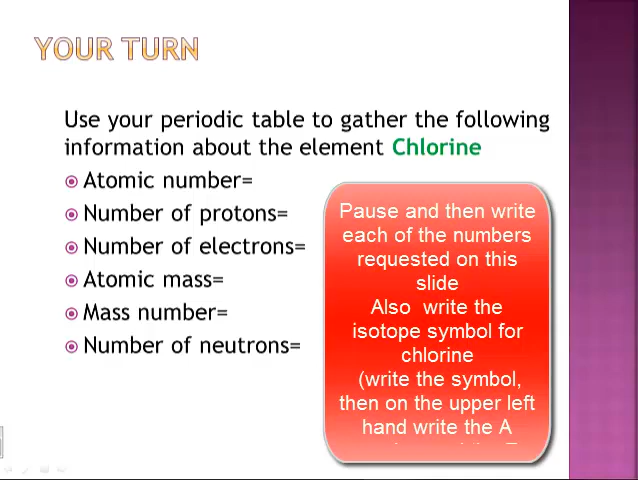 YOUR TURN
Use your periodic table to gather the following
information about the element Chlorine
Atomic number=
Number of protons=
Number of electrons=
Atomic mass=
Mass number=
Number of neutrons=
Pause and then write
each of the numbers
requested on this
slide
Also write the
isotope symbol for
chlorine
(write the symbol,
then on the upper left
hand write the A